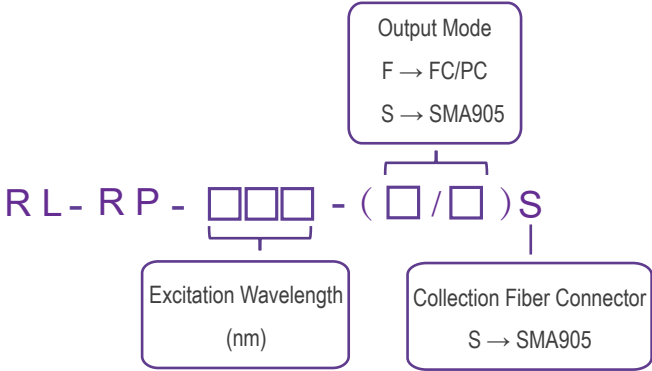 Output Mode
F → FC/PC
S → SMA905
RL-RP-□□□-(□/□)S
Excitation Wavelength
(nm)
Collection Fiber Connector
S → SMA905